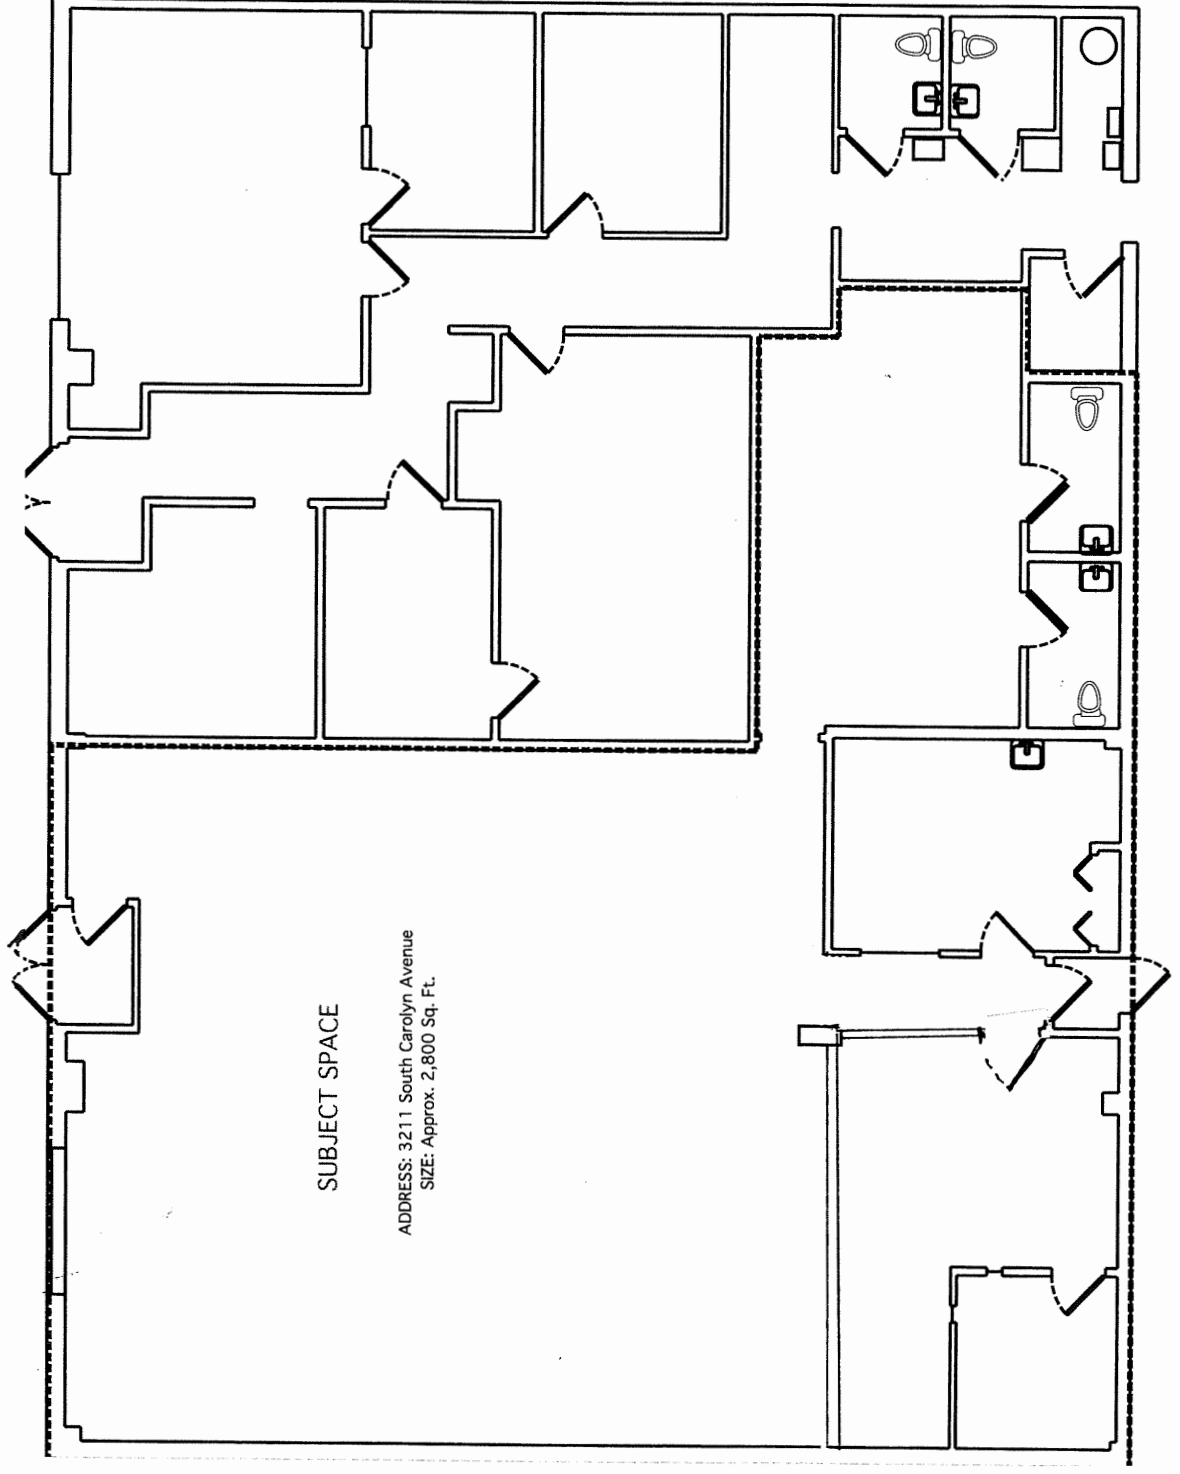 SUBJECT SPACE
ADDRESS: 3211 South Carolyn Avenue
SIZE: Approx. 2,800 Sq. Ft.